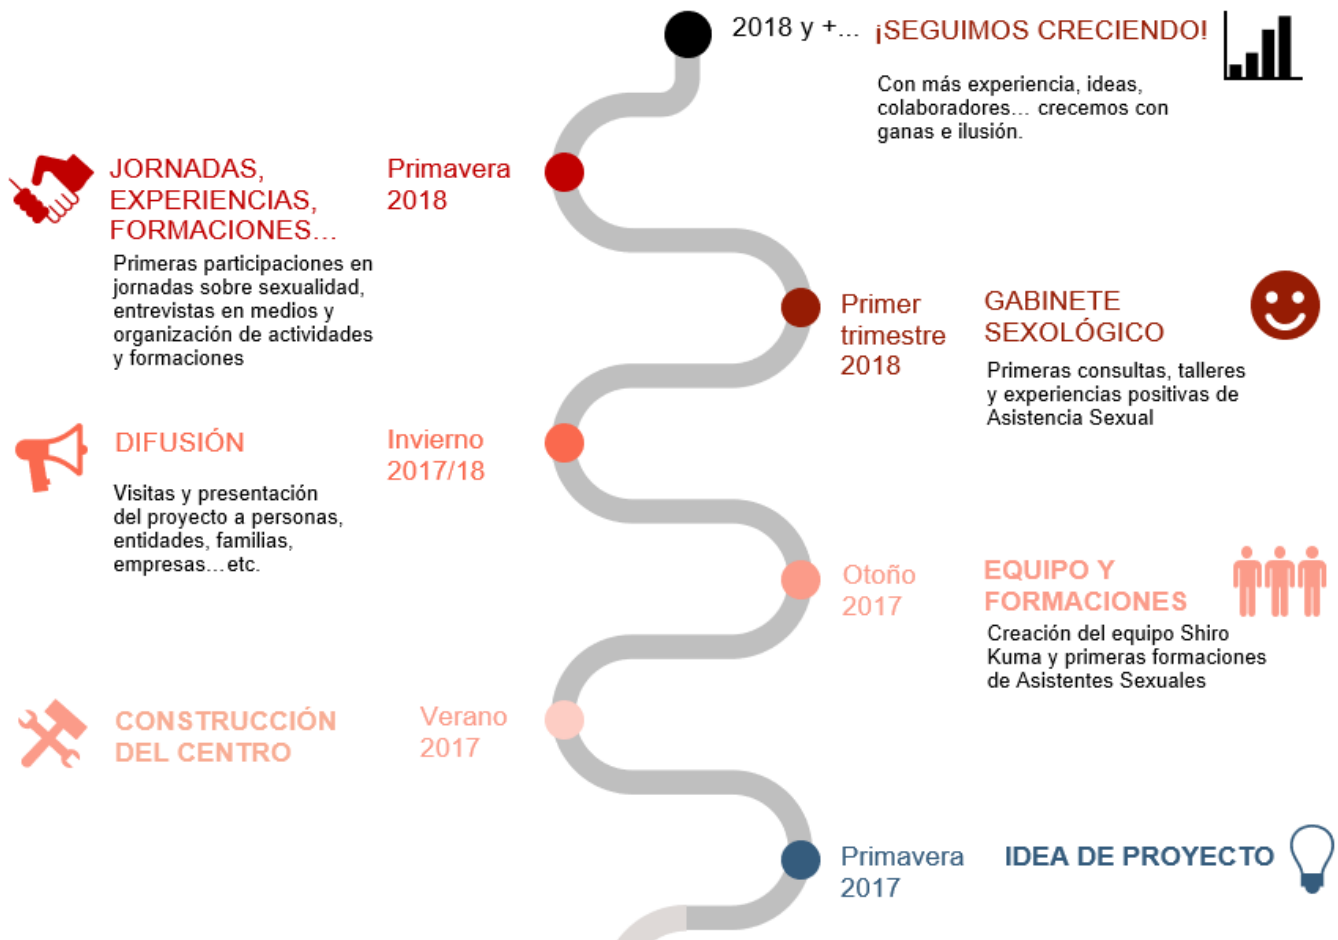 2018 y +...
¡SEGUIMOS CRECIENDO!
Con más experiencia, ideas,
colaboradores... crecemos con
ganas e ilusión.
JORNADAS,
EXPERIENCIAS,
FORMACIONES...
Primavera
2018
Primeras participaciones en
jornadas sobre sexualidad,
entrevistas en medios y
organización de actividades
y formaciones
Primer
trimestre
2018
GABINETE
SEXOLÓGICO
Primeras consultas, talleres
y experiencias positivas de
Asistencia Sexual
DIFUSIÓN
Invierno
2017/18
Visitas y presentación
del proyecto a personas,
entidades, familias,
empresas...etc.
Otoño
2017
EQUIPO Y
FORMACIONES
Creación del equipo Shiro
Kuma y primeras formaciones
de Asistentes Sexuales
CONSTRUCCIÓN
DEL CENTRO
Verano
2017
Primavera
2017
IDEA DE PROYECTO